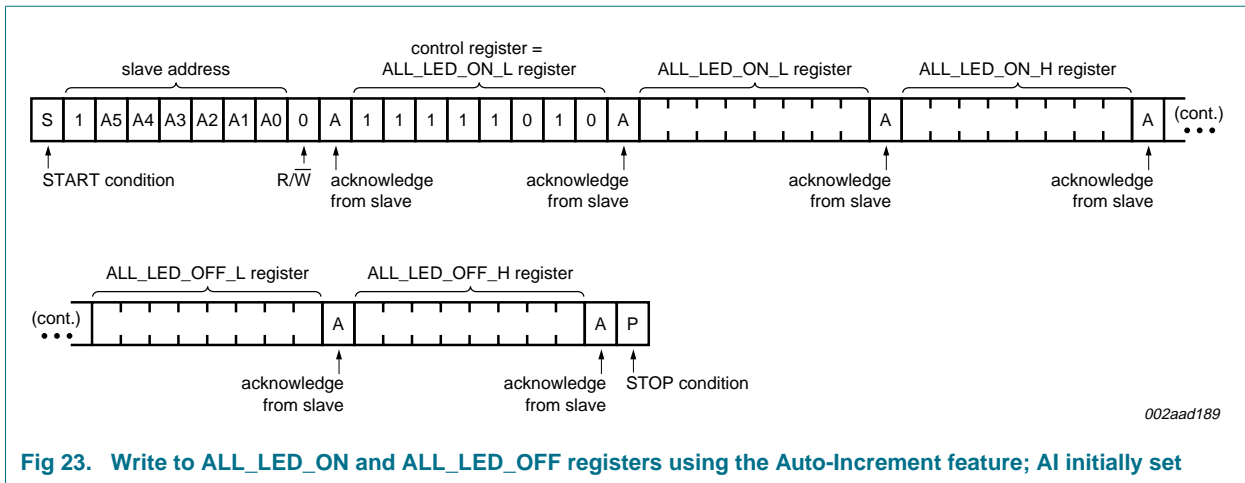 control register =
slave address ALL_LED_ON_L register ALL_LED_ON_L register ALL_LED_ON_H register
S 1 A5 A4 A3 A2 A1 A0 0 A 1 1 1 1 1 0 1 0 A A A (cont.)
START condition R/W̅ acknowledge acknowledge acknowledge acknowledge
from slave from slave from slave from slave
ALL_LED_OFF_L register ALL_LED_OFF_H register
(cont.) A A P
acknowledge acknowledge STOP condition
from slave from slave
002aad189
Fig 23. Write to ALL_LED_ON and ALL_LED_OFF registers using the Auto-Increment feature; AI initially set